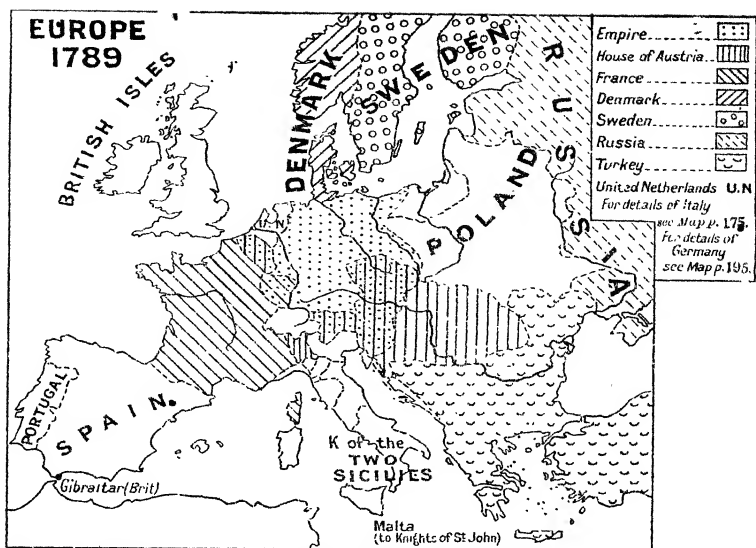 EUROPE
1789
BRITISH ISLES
DENMARK
SWEDEN
RUSSIA
POLAND
U. N.
PORTUGAL
SPAIN.
Gibraltar (Brit)
K of the
TWO
SICILIES
Malta
(to Knights of St John)
Empire
House of Austria
France
Denmark
Sweden
Russia
Turkey
United Netherlands U.N
For details of Italy
see Map p. 175.
For details of
Germany
see Map p. 195.